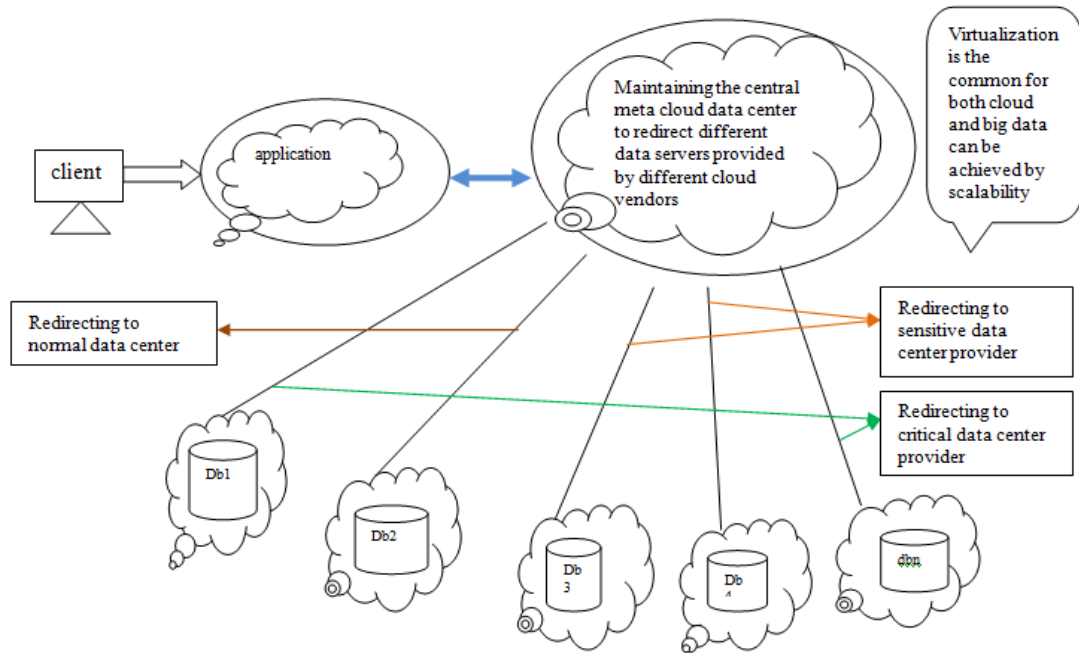 client
application
Maintaining the central
meta cloud data center
to redirect different
data servers provided
by different cloud
vendors
Virtualization
is the
common for
both cloud
and big data
can be
achieved by
scalability
Redirecting to
normal data center
Redirecting to
sensitive data
center provider
Redirecting to
critical data center
provider
Db1
Db2
Db
3
Db
dbn